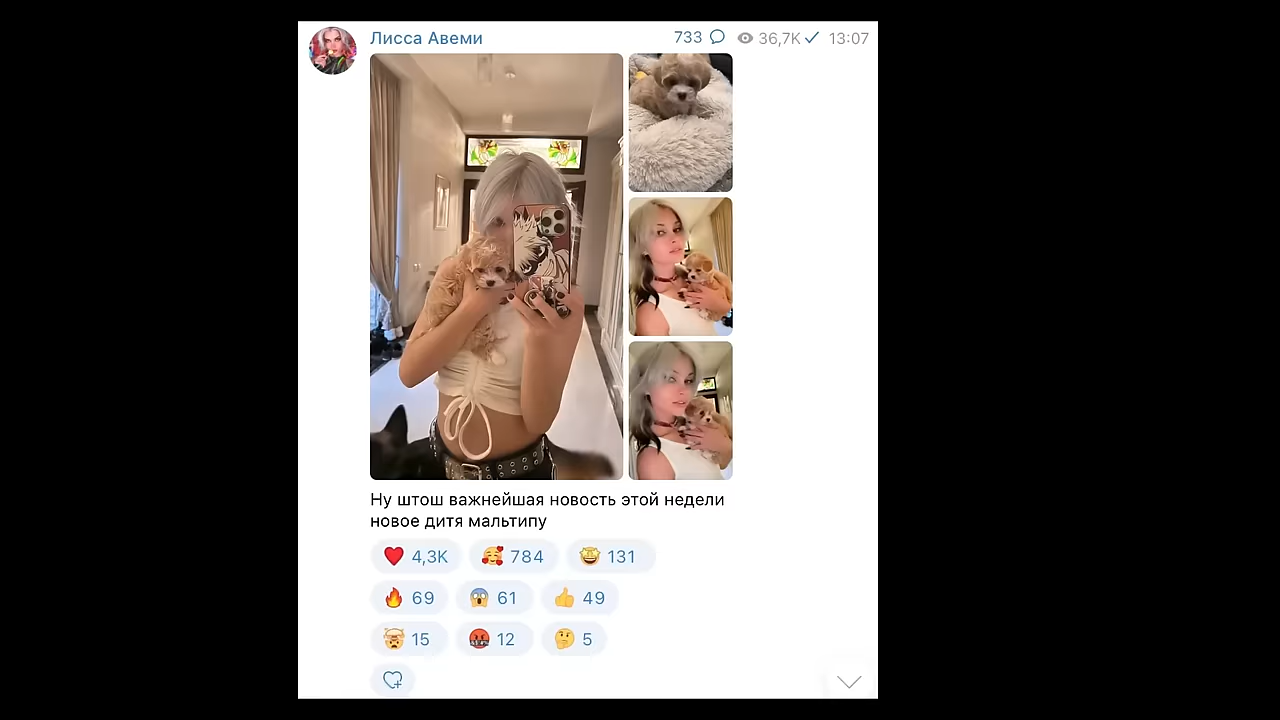 Лисса Авеми 733 36,7K 13:07
Ну штош важнейшая новость этой недели
новое дитя мальтипу
4,3K 784 131
69 61 49
15 12 5